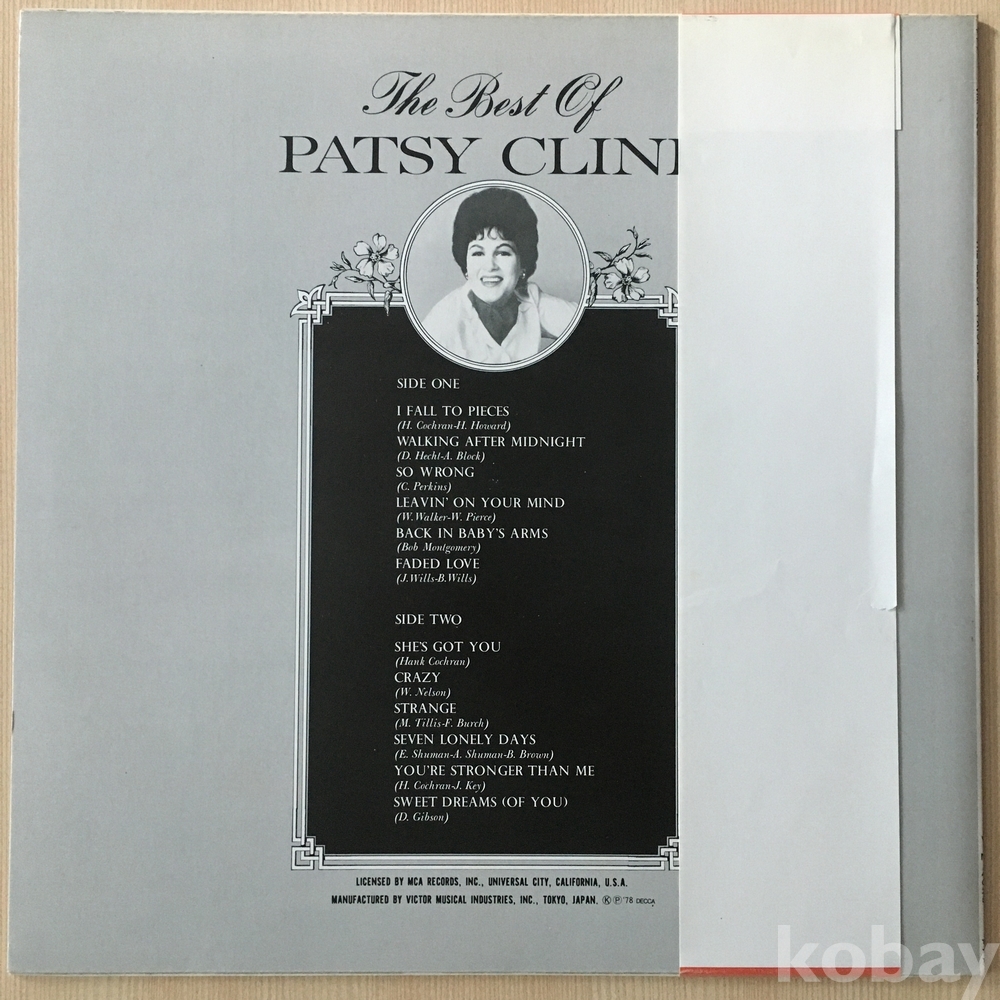 The Best Of
PATSY CLINE
SIDE ONE
I FALL TO PIECES
(H. Cochran-H. Howard)
WALKING AFTER MIDNIGHT
(D. Hecht-A. Block)
SO WRONG
(C. Perkins)
LEAVIN' ON YOUR MIND
(W. Walker-W. Pierce)
BACK IN BABY'S ARMS
(Bob Montgomery)
FADED LOVE
(J. Wills-B. Wills)
SIDE TWO
SHE'S GOT YOU
(Hank Cochran)
CRAZY
(W. Nelson)
STRANGE
(M. Tillis-F. Burch)
SEVEN LONELY DAYS
(E. Shuman-A. Shuman-B. Brown)
YOU'RE STRONGER THAN ME
(H. Cochran-J. Key)
SWEET DREAMS (OF YOU)
(D. Gibson)
LICENSED BY MCA RECORDS, INC., UNIVERSAL CITY, CALIFORNIA, U.S.A.
MANUFACTURED BY VICTOR MUSICAL INDUSTRIES, INC., TOKYO, JAPAN. Ⓚ Ⓟ '78 DECCA
kobay